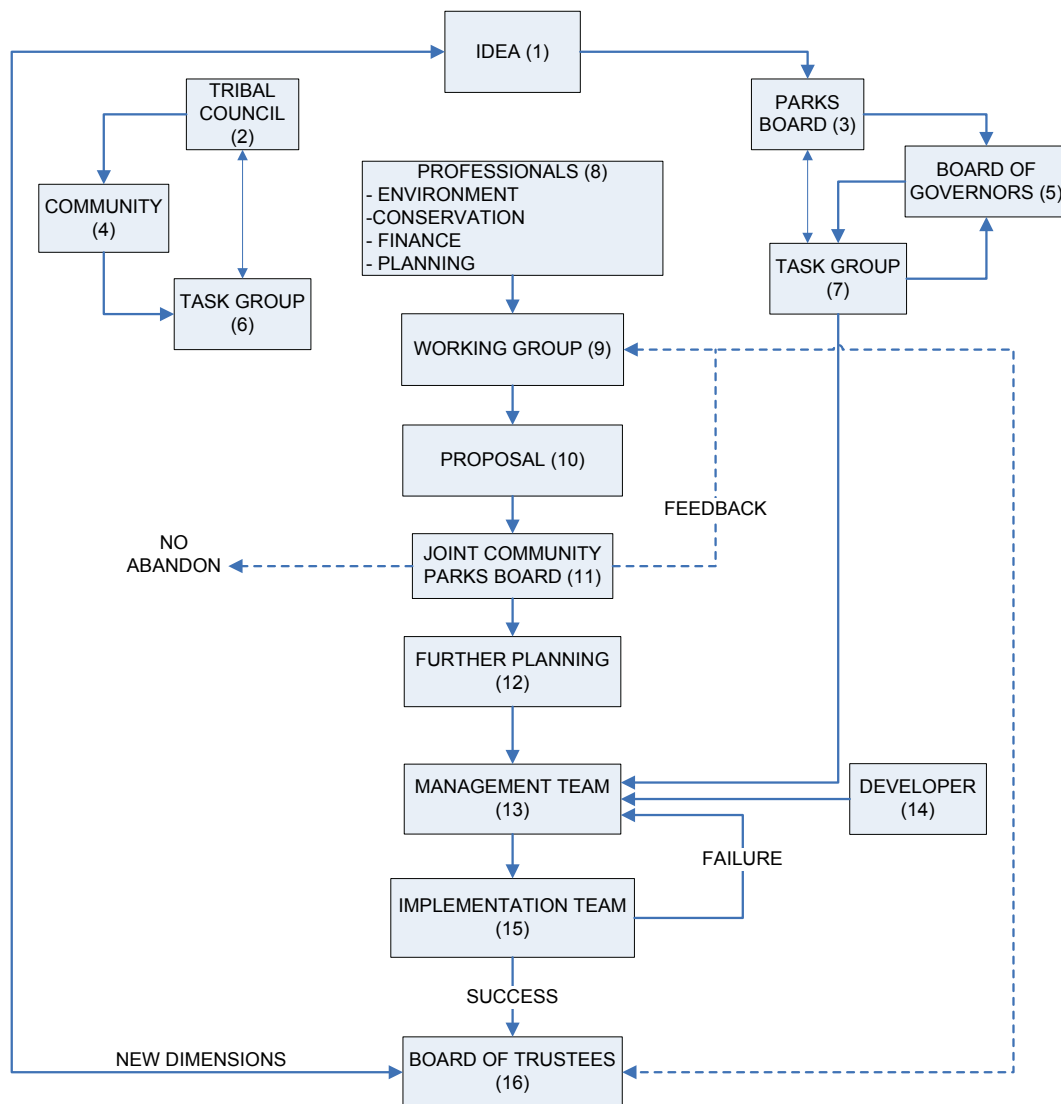 IDEA (1)
TRIBAL
COUNCIL
(2)
PARKS
BOARD (3)
COMMUNITY
(4)
BOARD OF
GOVERNORS (5)
PROFESSIONALS (8)
- ENVIRONMENT
-CONSERVATION
- FINANCE
- PLANNING
TASK GROUP
(6)
TASK GROUP
(7)
WORKING GROUP (9)
PROPOSAL (10)
FEEDBACK
NO
ABANDON
JOINT COMMUNITY
PARKS BOARD (11)
FURTHER PLANNING
(12)
MANAGEMENT TEAM
(13)
DEVELOPER
(14)
FAILURE
IMPLEMENTATION TEAM
(15)
SUCCESS
NEW DIMENSIONS
BOARD OF TRUSTEES
(16)